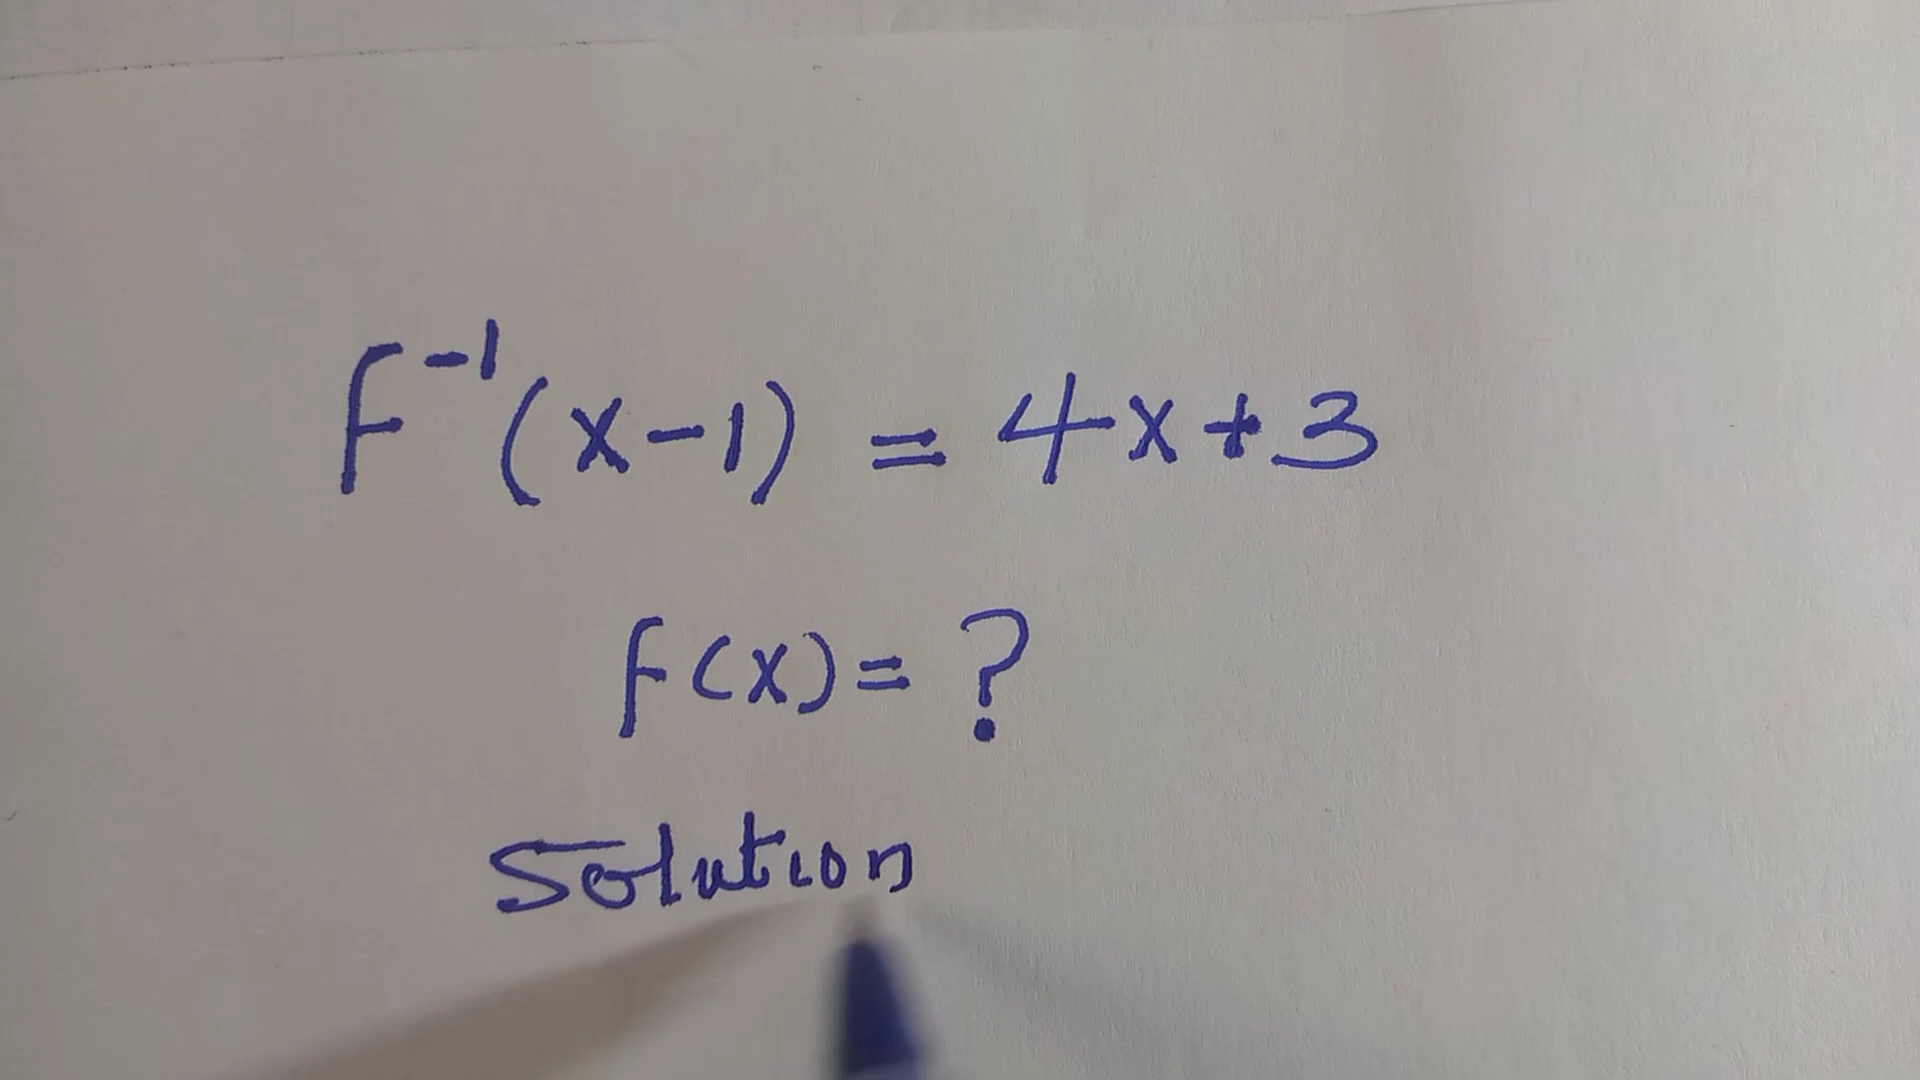 f⁻¹(x-1) = 4x+3
f(x) = ?
Solution